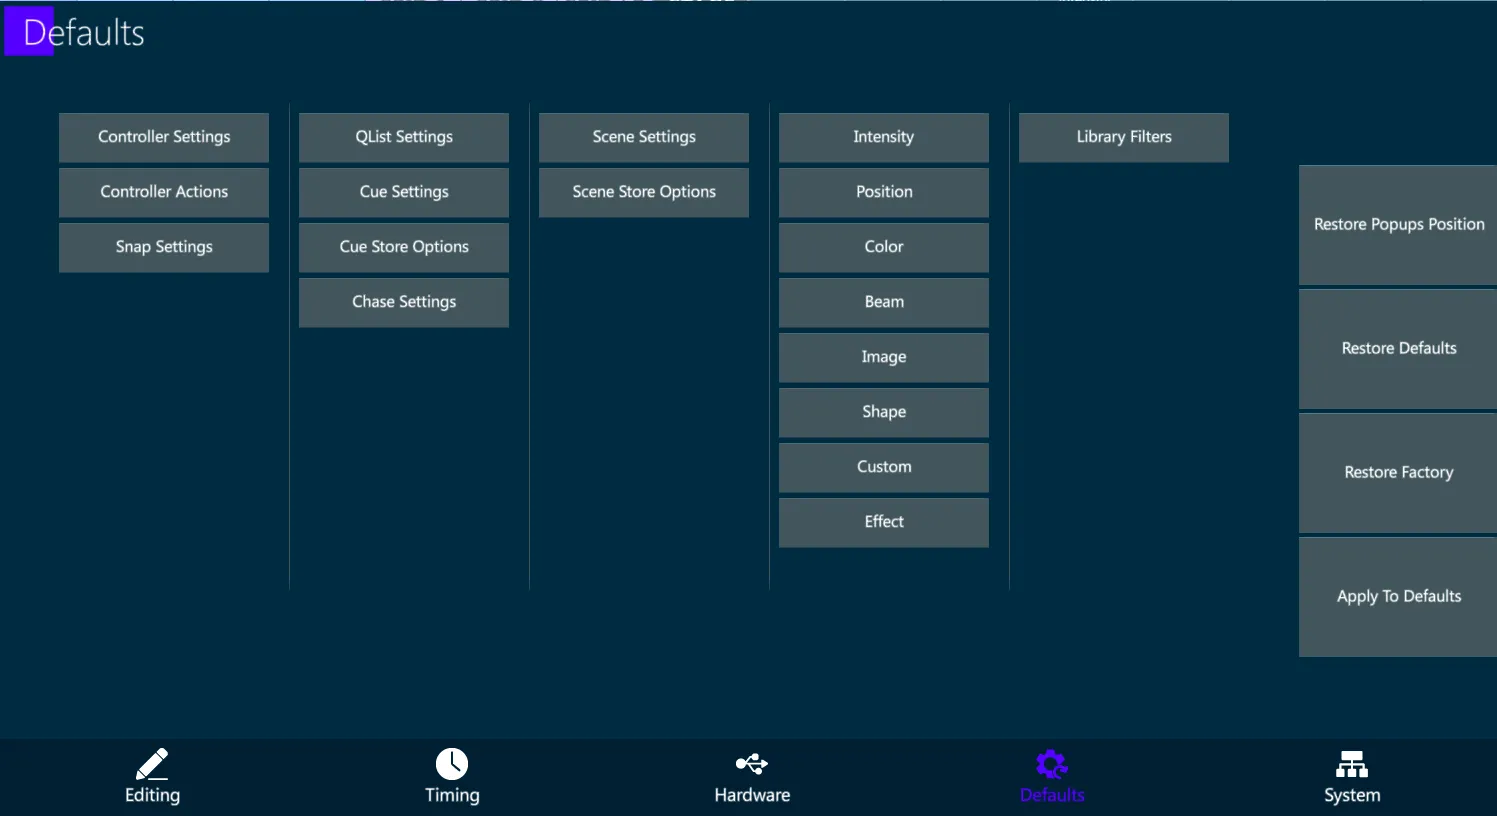 Defaults
Controller Settings
Controller Actions
Snap Settings
QList Settings
Cue Settings
Cue Store Options
Chase Settings
Scene Settings
Scene Store Options
Intensity
Position
Color
Beam
Image
Shape
Custom
Effect
Library Filters
Restore Popups Position
Restore Defaults
Restore Factory
Apply To Defaults
Editing
Timing
Hardware
Defaults
System